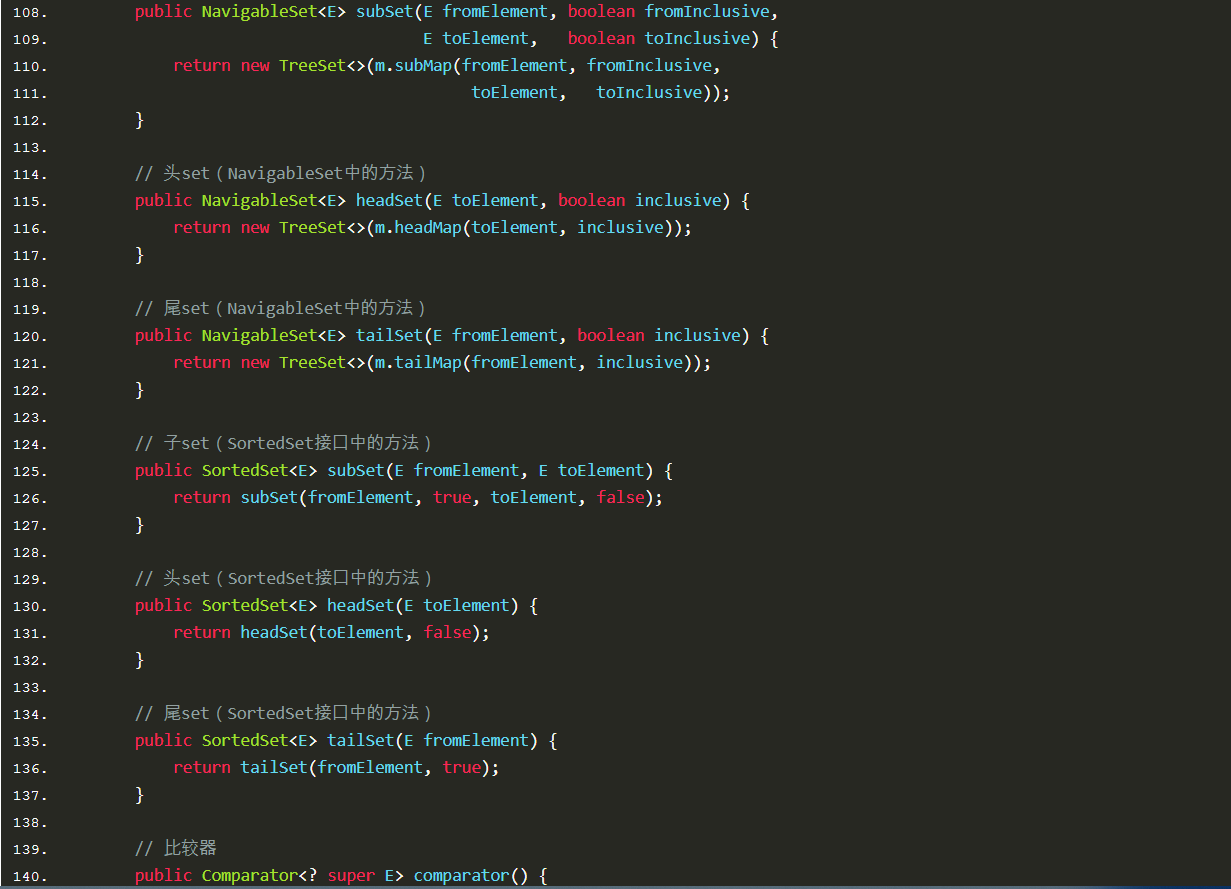 108.         public NavigableSet<E> subSet(E fromElement, boolean fromInclusive,
109.                                       E toElement,   boolean toInclusive) {
110.             return new TreeSet<>(m.subMap(fromElement, fromInclusive,
111.                                            toElement,   toInclusive));
112.         }
113.
114.         // 头set（NavigableSet中的方法）
115.         public NavigableSet<E> headSet(E toElement, boolean inclusive) {
116.             return new TreeSet<>(m.headMap(toElement, inclusive));
117.         }
118.
119.         // 尾set（NavigableSet中的方法）
120.         public NavigableSet<E> tailSet(E fromElement, boolean inclusive) {
121.             return new TreeSet<>(m.tailMap(fromElement, inclusive));
122.         }
123.
124.         // 子set（SortedSet接口中的方法）
125.         public SortedSet<E> subSet(E fromElement, E toElement) {
126.             return subSet(fromElement, true, toElement, false);
127.         }
128.
129.         // 头set（SortedSet接口中的方法）
130.         public SortedSet<E> headSet(E toElement) {
131.             return headSet(toElement, false);
132.         }
133.
134.         // 尾set（SortedSet接口中的方法）
135.         public SortedSet<E> tailSet(E fromElement) {
136.             return tailSet(fromElement, true);
137.         }
138.
139.         // 比较器
140.         public Comparator<? super E> comparator() {